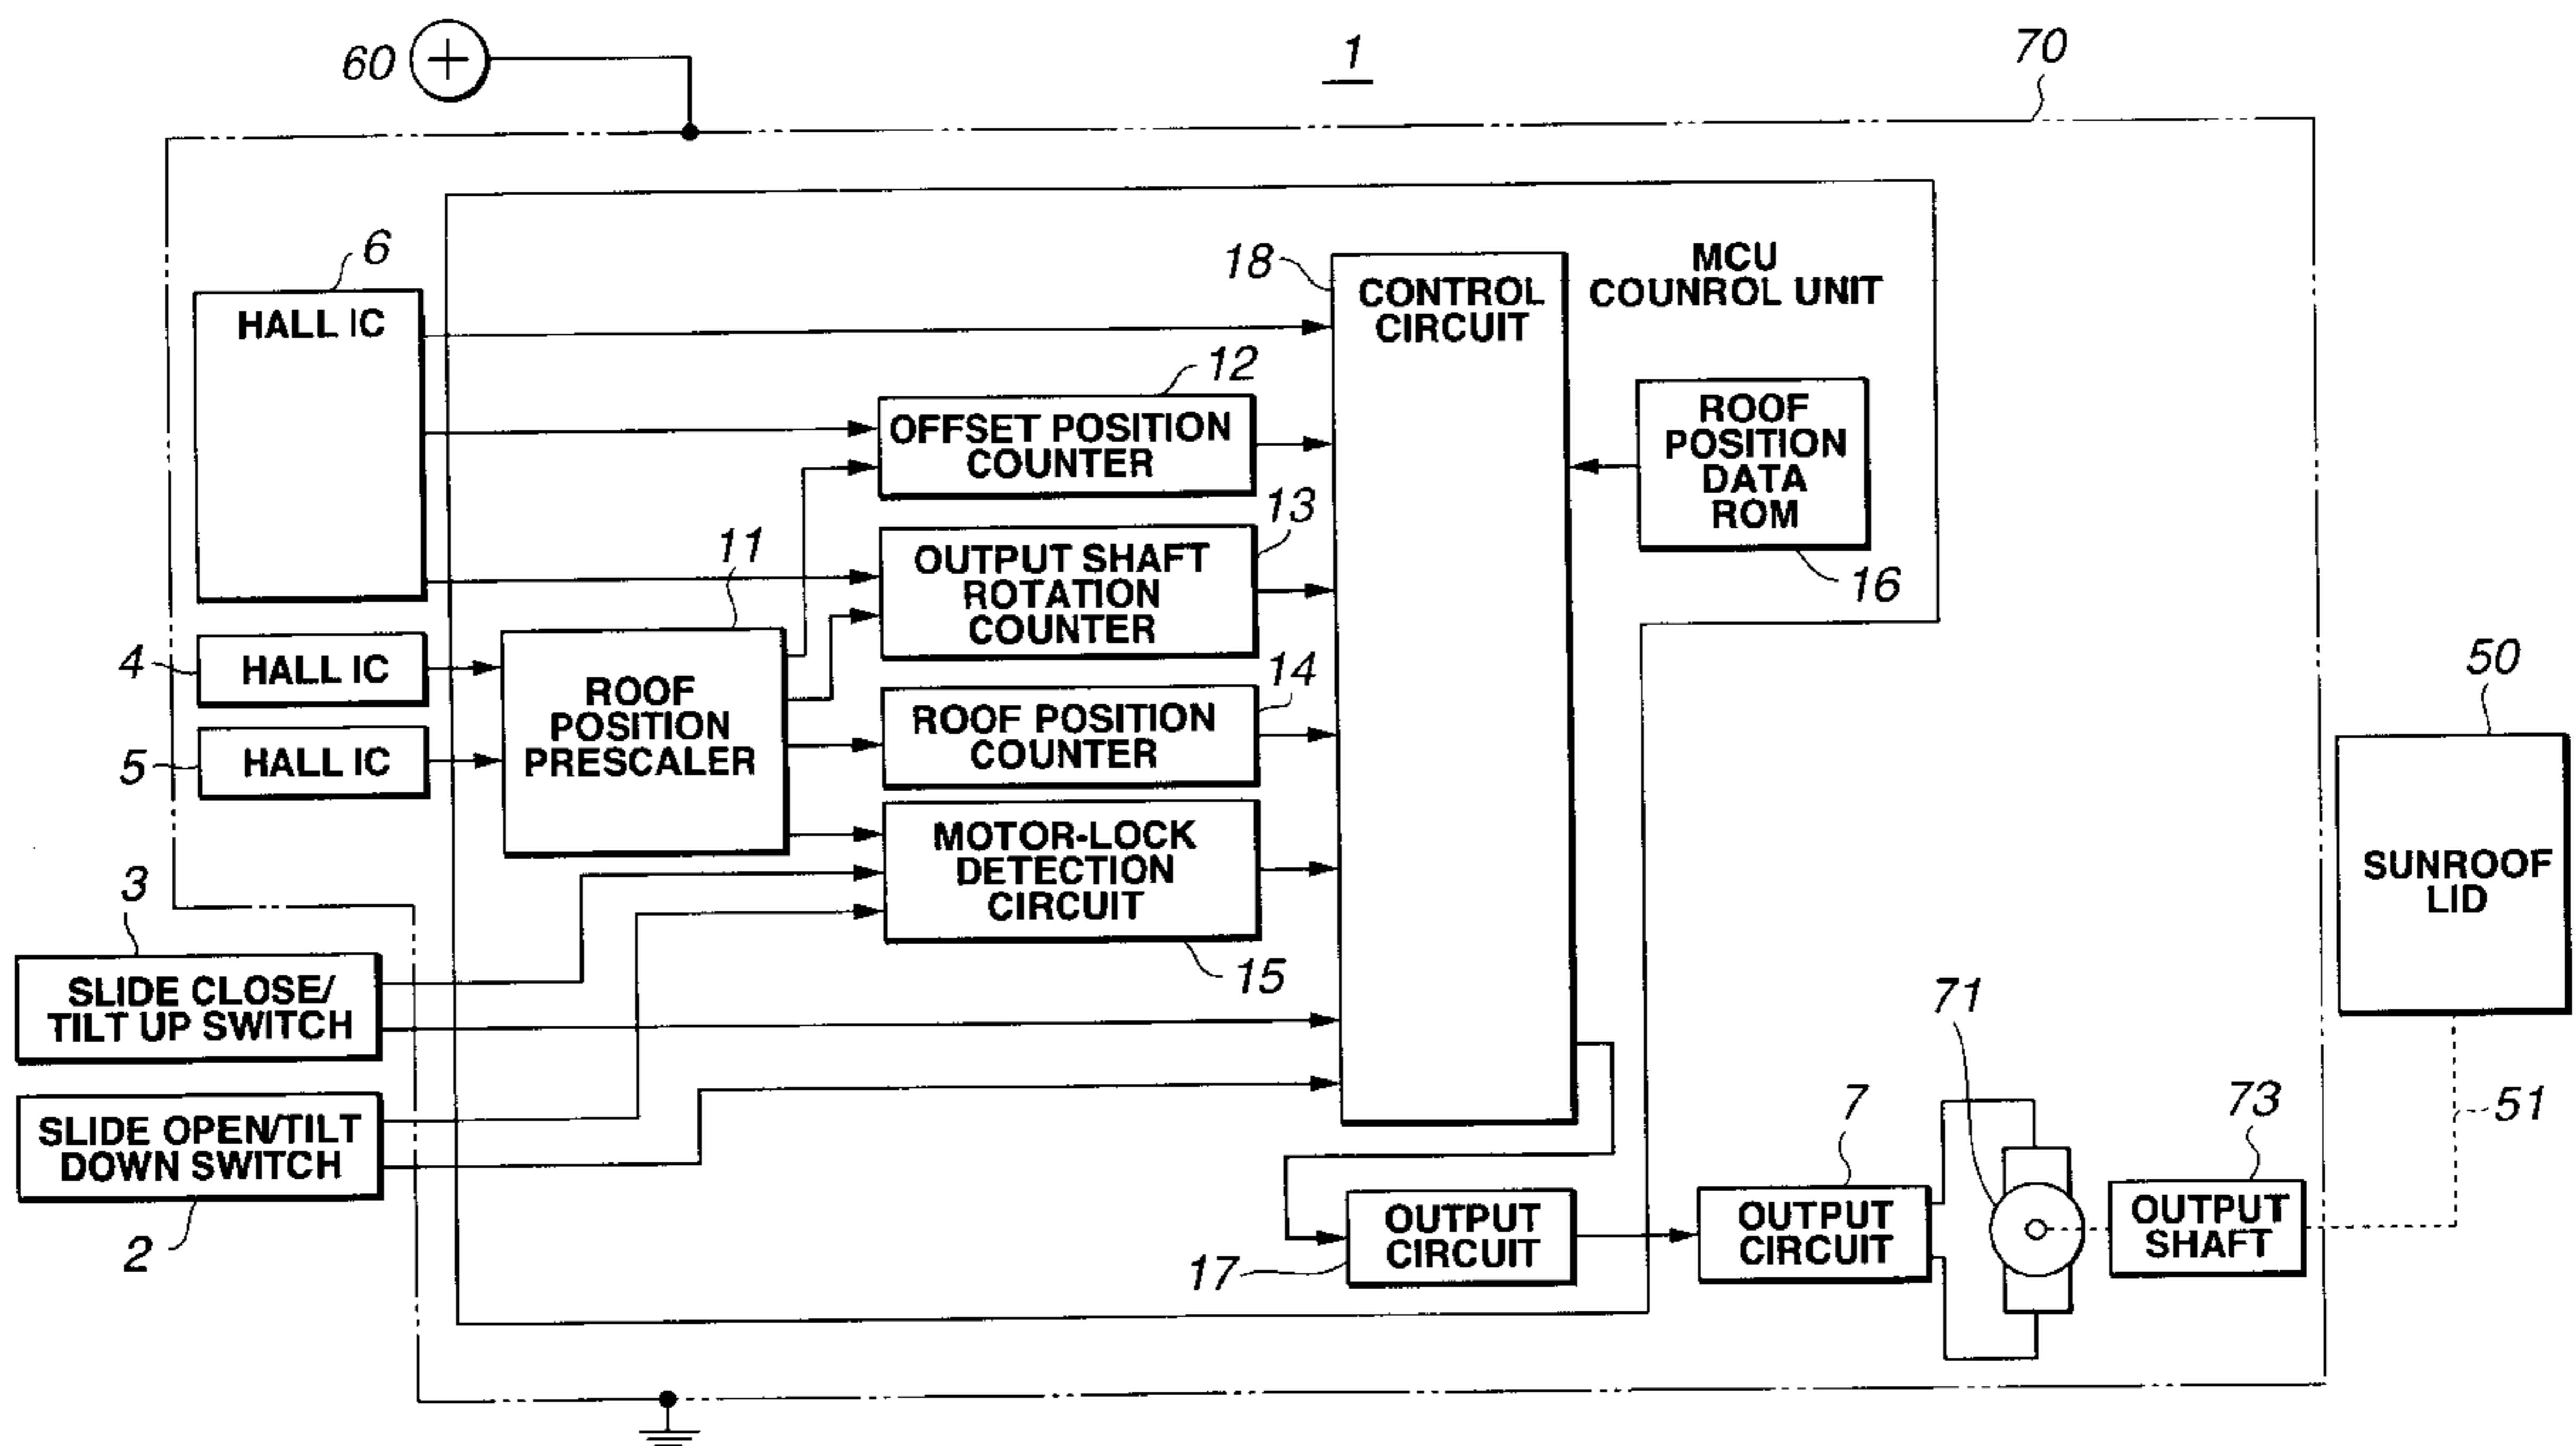 60
1
70
6
HALL IC
18
CONTROL
CIRCUIT
MCU
COUNROL UNIT
12
OFFSET POSITION
COUNTER
ROOF
POSITION
DATA
ROM
16
13
OUTPUT SHAFT
ROTATION
COUNTER
11
4
HALL IC
5
HALL IC
ROOF
POSITION
PRESCALER
14
ROOF POSITION
COUNTER
MOTOR-LOCK
DETECTION
CIRCUIT
15
50
SUNROOF
LID
51
3
SLIDE CLOSE/
TILT UP SWITCH
SLIDE OPEN/TILT
DOWN SWITCH
2
OUTPUT
CIRCUIT
17
7
OUTPUT
CIRCUIT
71
73
OUTPUT
SHAFT